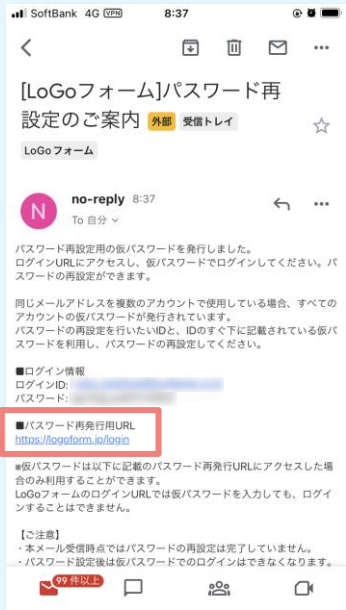 SoftBank 4G VPN 8:37
[LoGoフォーム]パスワード再
設定のご案内 外部 受信トレイ
LoGo フォーム
N
no-reply 8:37
To 自分
パスワード再設定用の仮パスワードを発行しました。
ログインURLにアクセスし、仮パスワードでログインしてください。パ
スワードの再設定ができます。
同じメールアドレスを複数のアカウントで使用している場合、すべての
アカウントの仮パスワードが発行されています。
パスワードの再設定を行いたいIDと、IDのすぐ下に記載されている仮パ
スワードを利用し、パスワードの再設定してください。
■ログイン情報
ログインID:
パスワード:
■パスワード再発行用URL
https://logoform.jp/login
※仮パスワードは以下に記載のパスワード再発行URLにアクセスした場
合のみ利用することができます。
LoGoフォームのログインURLでは仮パスワードを入力しても、ログイ
ンすることはできません。
【ご注意】
・本メール受信時点ではパスワードの再設定は完了していません。
・パスワード設定後は仮パスワードでのログインはできなくなります。
99 件以上